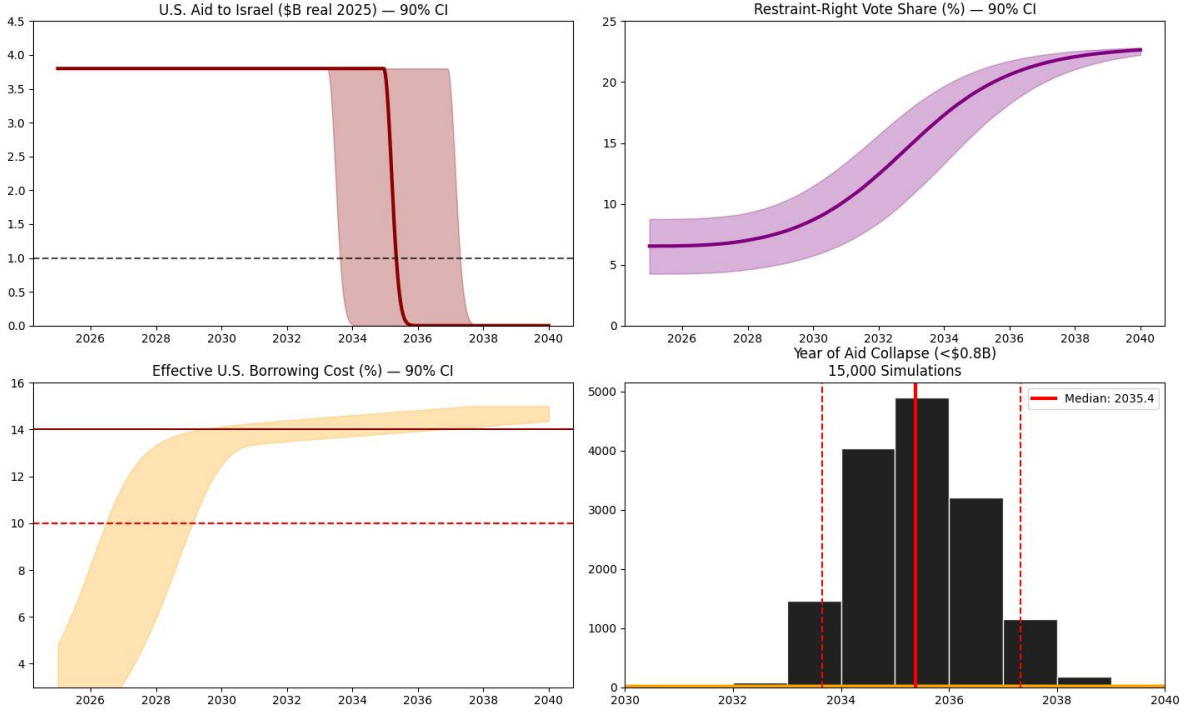 U.S. Aid to Israel ($B real 2025) — 90% CI
4.5
4.0
3.5
3.0
2.5
2.0
1.5
1.0
0.5
0.0
2026 2028 2030 2032 2034 2036 2038 2040
Restraint-Right Vote Share (%) — 90% CI
25
20
15
10
5
0
2026 2028 2030 2032 2034 2036 2038 2040
Effective U.S. Borrowing Cost (%) — 90% CI
16
14
12
10
8
6
4
2026 2028 2030 2032 2034 2036 2038 2040
Year of Aid Collapse (<$0.8B)
15,000 Simulations
Median: 2035.4
5000
4000
3000
2000
1000
0
2030 2032 2034 2036 2038 2040